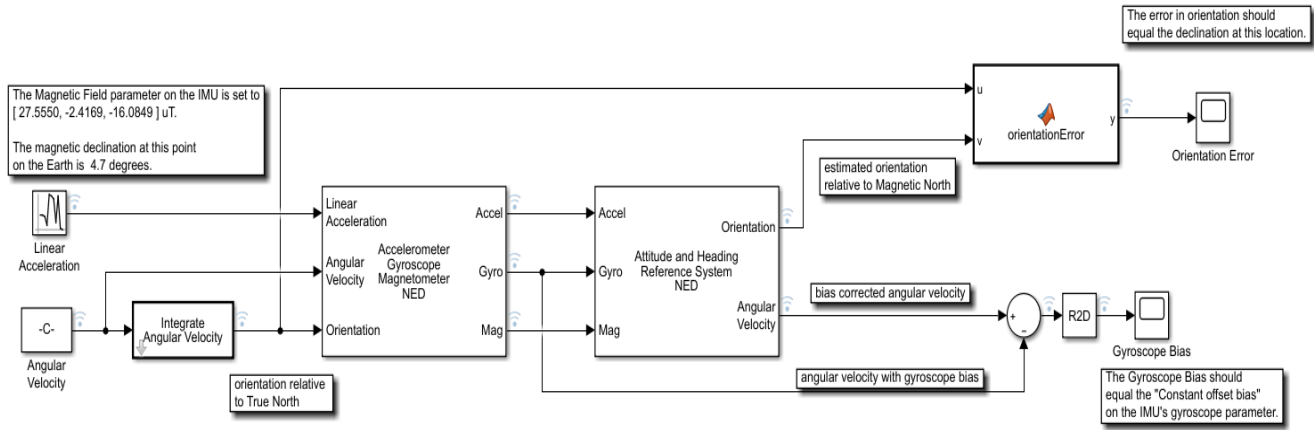 The error in orientation should
equal the declination at this location.
The Magnetic Field parameter on the IMU is set to
[ 27.5550, -2.4169, -16.0849 ] uT.
The magnetic declination at this point
on the Earth is 4.7 degrees.
u
v
orientationError
y
Orientation Error
estimated orientation
relative to Magnetic North
Linear
Acceleration
Linear
Acceleration
Angular
Velocity
Orientation
Accelerometer
Gyroscope
Magnetometer
NED
Accel
Gyro
Mag
Accel
Gyro
Mag
Attitude and Heading
Reference System
NED
Orientation
Angular
Velocity
-C-
Angular
Velocity
Integrate
Angular Velocity
orientation relative
to True North
bias corrected angular velocity
angular velocity with gyroscope bias
+
−
R2D
Gyroscope Bias
The Gyroscope Bias should
equal the "Constant offset bias"
on the IMU's gyroscope parameter.